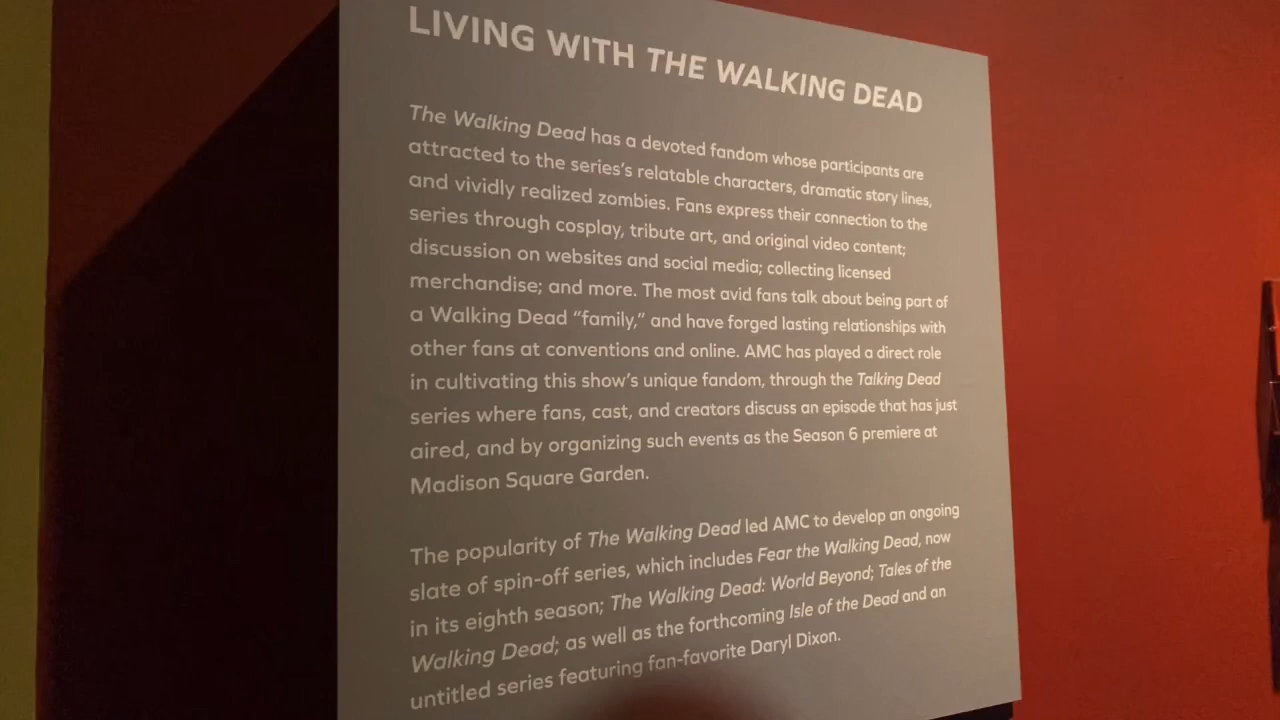 LIVING WITH THE WALKING DEAD
The Walking Dead has a devoted fandom whose participants are
attracted to the series's relatable characters, dramatic story lines,
and vividly realized zombies. Fans express their connection to the
series through cosplay, tribute art, and original video content;
discussion on websites and social media; collecting licensed
merchandise; and more. The most avid fans talk about being part of
a Walking Dead “family,” and have forged lasting relationships with
other fans at conventions and online. AMC has played a direct role
in cultivating this show's unique fandom, through the Talking Dead
series where fans, cast, and creators discuss an episode that has just
aired, and by organizing such events as the Season 6 premiere at
Madison Square Garden.
The popularity of The Walking Dead led AMC to develop an ongoing
slate of spin-off series, which includes Fear the Walking Dead, now
in its eighth season; The Walking Dead: World Beyond; Tales of the
Walking Dead; as well as the forthcoming Isle of the Dead and an
untitled series featuring fan-favorite Daryl Dixon.